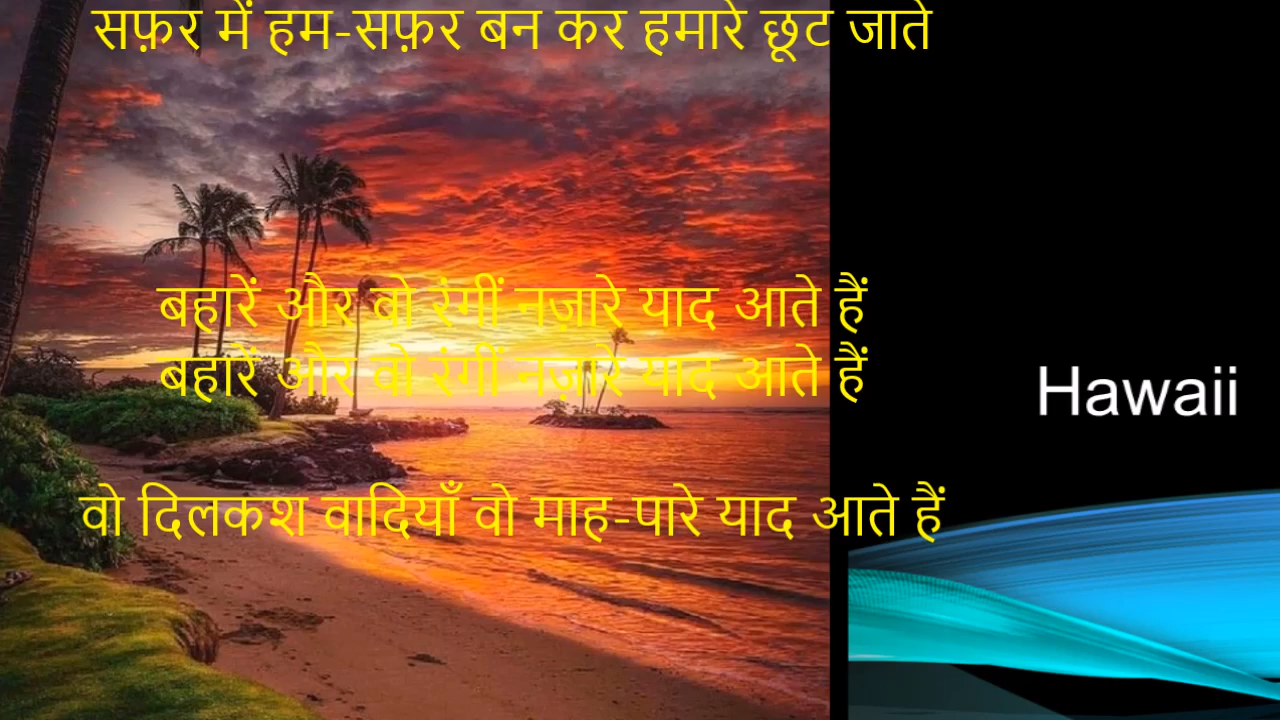 सफ़र में हम-सफ़र बन कर हमारे छूट जाते
बहारें और वो रंगीं नज़ारे याद आते हैं
बहारें और वो रंगीं नज़ारे याद आते हैं
Hawaii
वो दिलकश वादियाँ वो माह-पारे याद आते हैं